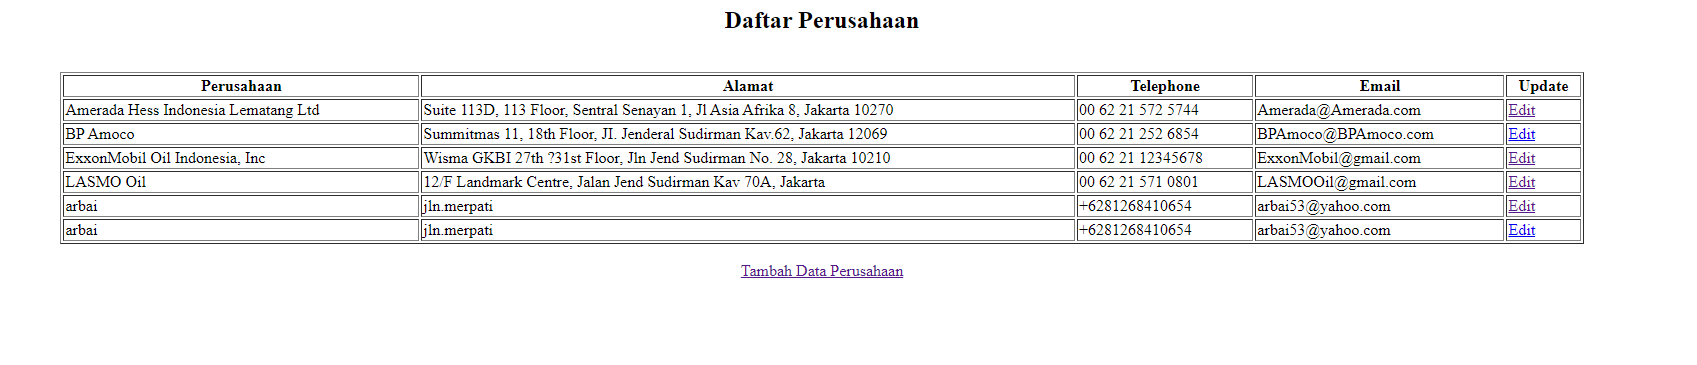 Daftar Perusahaan
Perusahaan Alamat Telephone Email Update
Amerada Hess Indonesia Lematang Ltd Suite 113D, 113 Floor, Sentral Senayan 1, Jl Asia Afrika 8, Jakarta 10270 00 62 21 572 5744 Amerada@Amerada.com Edit
BP Amoco Summitmas 11, 18th Floor, JI. Jenderal Sudirman Kav.62, Jakarta 12069 00 62 21 252 6854 BPAmoco@BPAmoco.com Edit
ExxonMobil Oil Indonesia, Inc Wisma GKBI 27th ?31st Floor, Jln Jend Sudirman No. 28, Jakarta 10210 00 62 21 12345678 ExxonMobil@gmail.com Edit
LASMO Oil 12/F Landmark Centre, Jalan Jend Sudirman Kav 70A, Jakarta 00 62 21 571 0801 LASMOOil@gmail.com Edit
arbai jln.merpati +6281268410654 arbai53@yahoo.com Edit
arbai jln.merpati +6281268410654 arbai53@yahoo.com Edit
Tambah Data Perusahaan